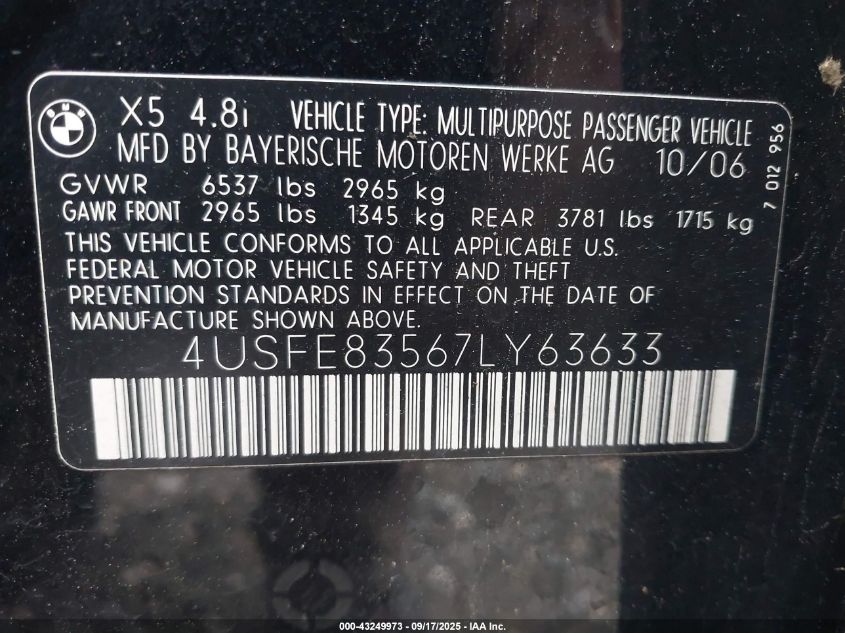 BMW
X5 4.8i VEHICLE TYPE: MULTIPURPOSE PASSENGER VEHICLE
MFD BY BAYERISCHE MOTOREN WERKE AG 10/06
GVWR 6537 lbs 2965 kg
GAWR FRONT 2965 lbs 1345 kg REAR 3781 lbs 1715 kg
THIS VEHICLE CONFORMS TO ALL APPLICABLE U.S.
FEDERAL MOTOR VEHICLE SAFETY AND THEFT
PREVENTION STANDARDS IN EFFECT ON THE DATE OF
MANUFACTURE SHOWN ABOVE.
4USFE83567LY63633
7 012 956
000-43249973 - 09/17/2025 - IAA Inc.